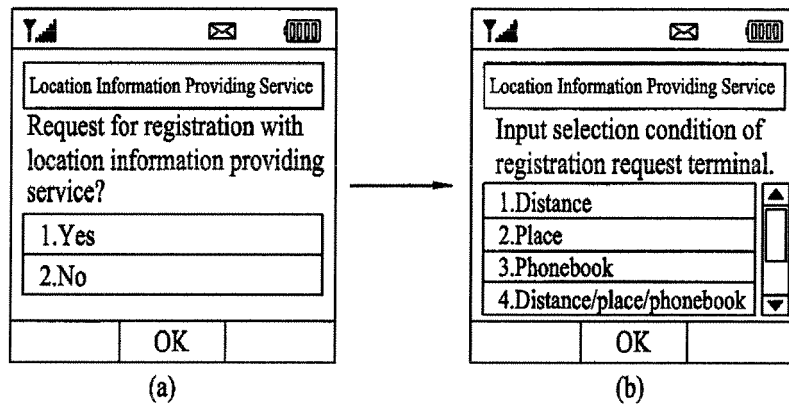 Location Information Providing Service
Request for registration with
location information providing
service?
1.Yes
2.No
OK
(a)
Location Information Providing Service
Input selection condition of
registration request terminal.
1.Distance
2.Place
3.Phonebook
4.Distance/place/phonebook
OK
(b)